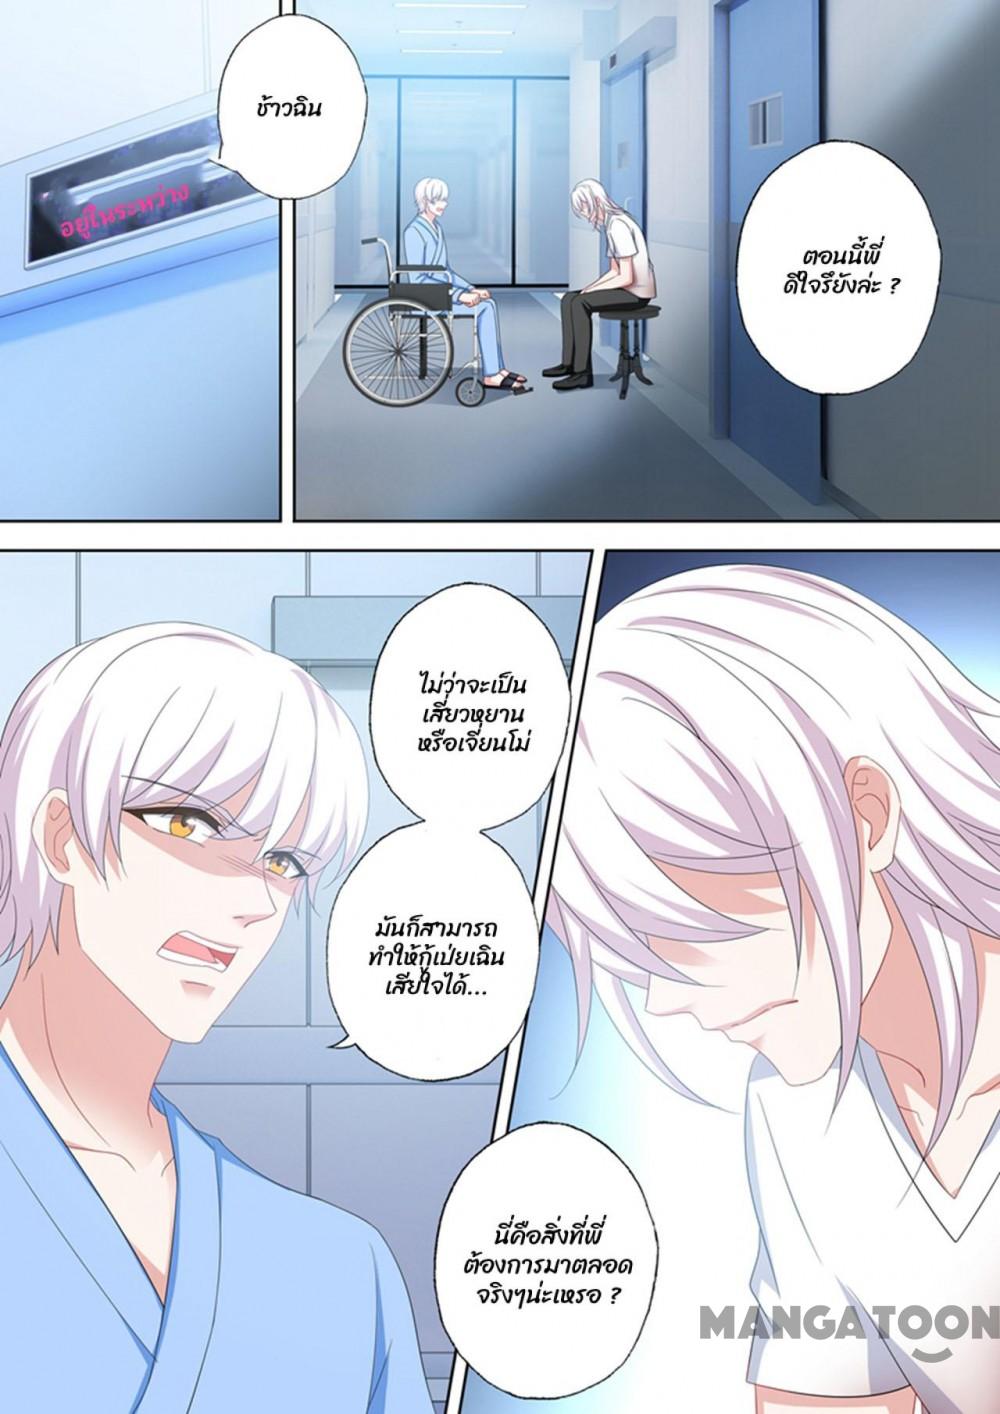 อยู่ในระหว่าง
ช้าวฉิน
ตอนนี้พี่
ดีใจรึยังล่ะ ?
ไม่ว่าจะเป็น
เสี่ยวหยาน
หรือเจี่ยนโม่
มันก็สามารถ
ทำให้กู้เป่ยเฉิน
เสียใจได้...
นี่คือสิ่งที่พี่
ต้องการมาตลอด
จริงๆน่ะเหรอ ?
MANGATOON